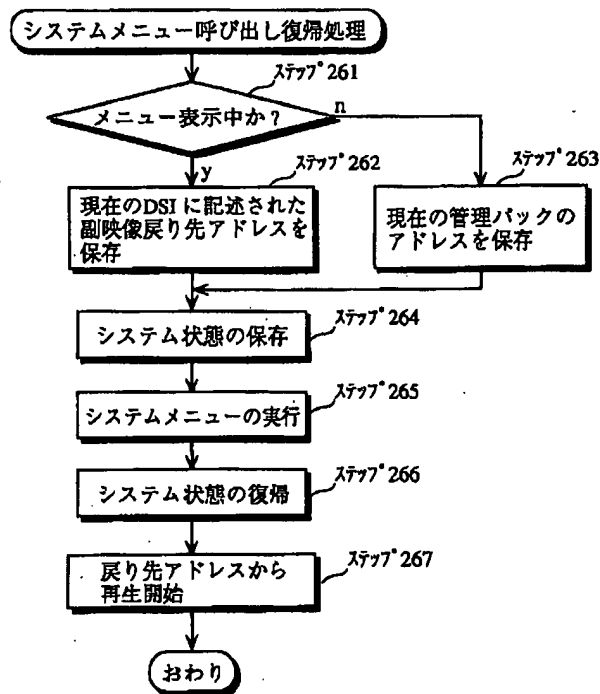 システムメニュー呼び出し復帰処理
ステップ261
メニュー表示中か?
n
y
ステップ262
ステップ263
現在のDSIに記述された
副映像戻り先アドレスを
保存
現在の管理パックの
アドレスを保存
ステップ264
システム状態の保存
ステップ265
システムメニューの実行
ステップ266
システム状態の復帰
ステップ267
戻り先アドレスから
再生開始
おわり